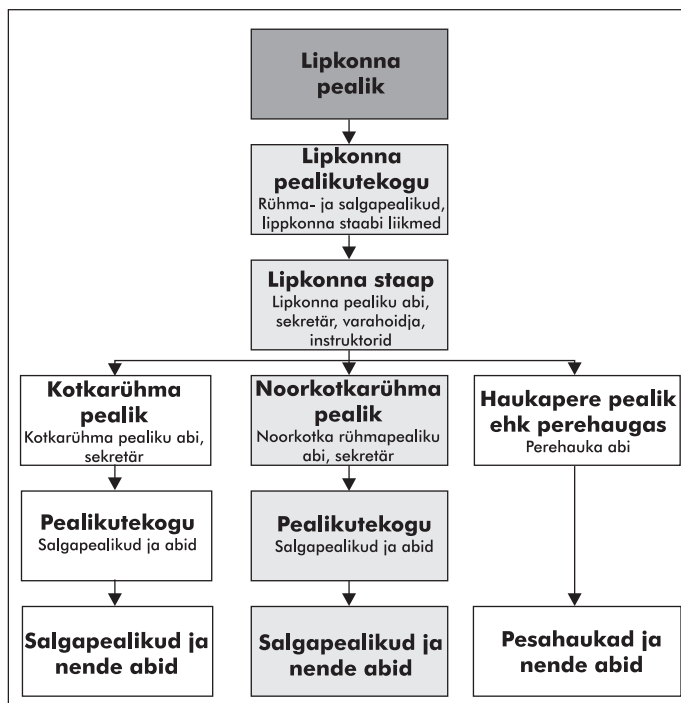 Lipkonna
pealik
Lipkonna
pealikutekogu
Rühma- ja salgapealikud,
lippkonna staabi liikmed
Lipkonna staap
Lipkonna pealiku abi,
sekretär, varahoidja,
instruktorid
Kotkarühma
pealik
Kotkarühma pealiku abi,
sekretär
Noorkotkarühma
pealik
Noorkotka rühmapealiku
abi, sekretär
Haukapere pealik
ehk perehaugas
Perehauka abi
Pealikutekogu
Salgapealikud ja abid
Pealikutekogu
Salgapealikud ja abid
Salgapealikud ja
nende abid
Salgapealikud ja
nende abid
Pesahaukad ja
nende abid